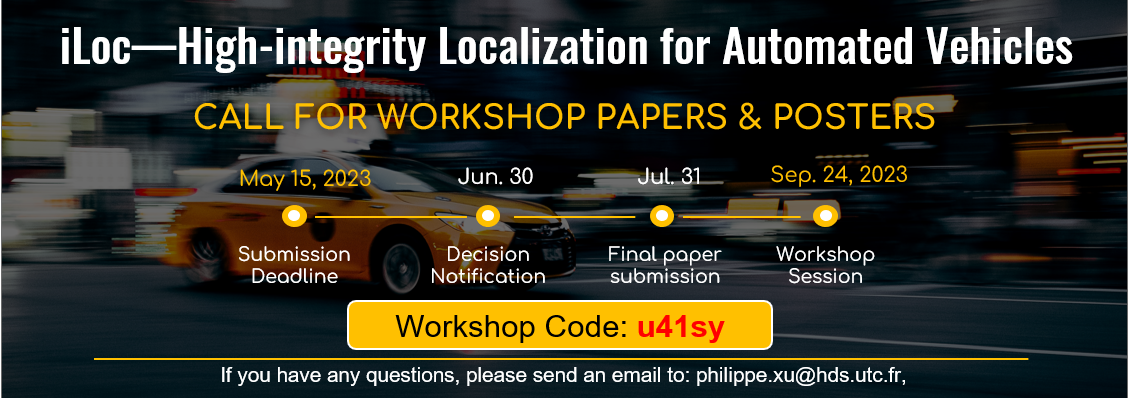 iLoc—High-integrity Localization for Automated Vehicles
CALL FOR WORKSHOP PAPERS & POSTERS
May 15, 2023
Jun. 30
Jul. 31
Sep. 24, 2023
Submission
Deadline
Decision
Notification
Final paper
submission
Workshop
Session
Workshop Code: u41sy
If you have any questions, please send an email to: philippe.xu@hds.utc.fr,